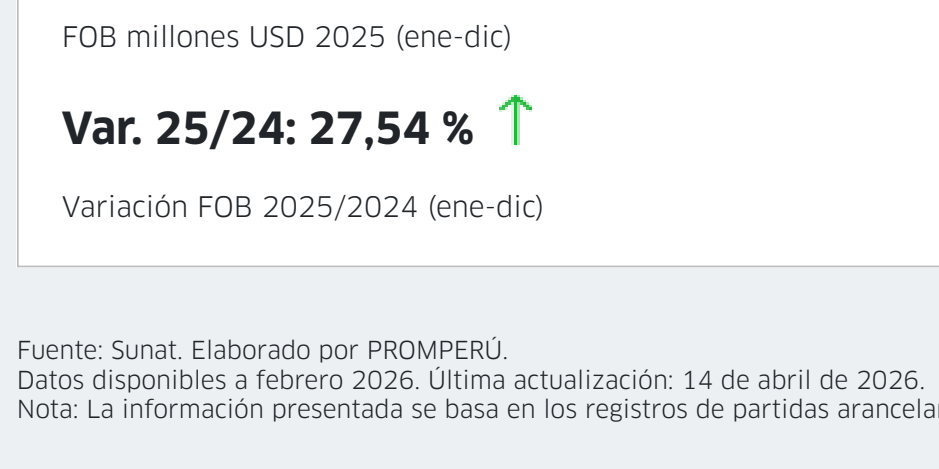 FOB millones USD 2025 (ene-dic)
Var. 25/24: 27,54 %
Variación FOB 2025/2024 (ene-dic)
Fuente: Sunat. Elaborado por PROMPERÚ.
Datos disponibles a febrero 2026. Última actualización: 14 de abril de 2026.
Nota: La información presentada se basa en los registros de partidas